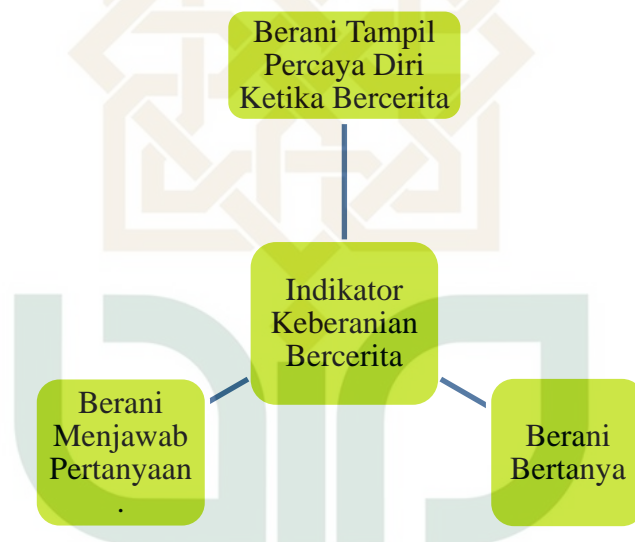 Berani Tampil
Percaya Diri
Ketika Bercerita
Indikator
Keberanian
Bercerita
Berani
Menjawab
Pertanyaan
.
Berani
Bertanya